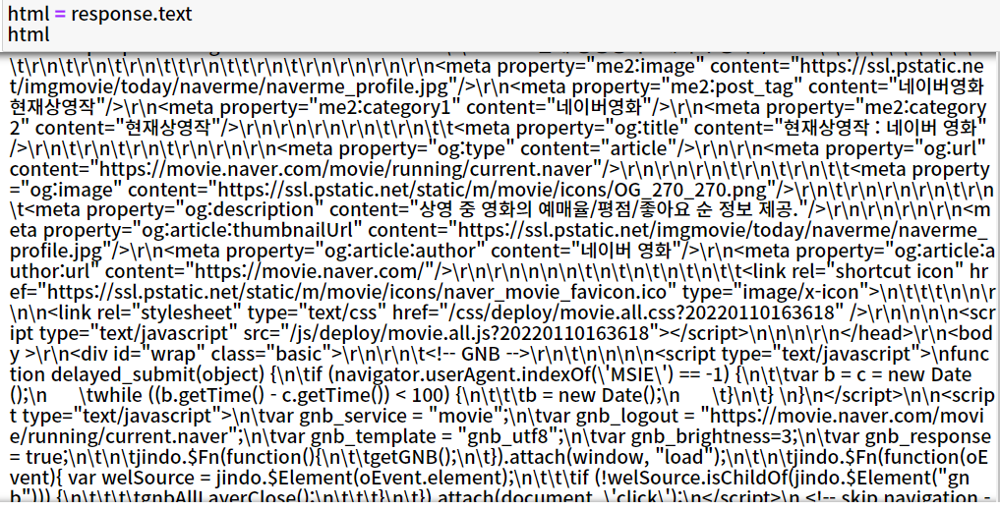 html = response.text
html
\t\r\n\t\r\n\t\r\n\t\t\r\n\t\t\r\n\t\r\n\t\r\n\r\n\r\n\r\n<meta property="me2:image" content="https://ssl.pstatic.ne
t/imgmovie/today/naverme/naverme_profile.jpg"/>\r\n<meta property="me2:post_tag" content="네이버영화
현재상영작"/>\r\n<meta property="me2:category1" content="네이버영화"/>\r\n<meta property="me2:category
2" content="현재상영작"/>\r\n\r\n\r\n\r\n\t\r\n\t\t<meta property="og:title" content="현재상영작 : 네이버 영화"
/>\r\n\t\r\n\t\r\n\t\r\n\r\n\r\n<meta property="og:type" content="article"/>\r\n\r\n<meta property="og:url"
content="https://movie.naver.com/movie/running/current.naver"/>\r\n\r\n\r\n\t\r\n\t\r\n\t\t<meta property
="og:image" content="https://ssl.pstatic.net/static/m/movie/icons/OG_270_270.png"/>\r\n\t\r\n\r\n\r\n\t\r\n
\t<meta property="og:description" content="상영 중 영화의 예매율/평점/좋아요 순 정보 제공."/>\r\n\r\n\r\n\r\n<m
eta property="og:article:thumbnailUrl" content="https://ssl.pstatic.net/imgmovie/today/naverme/naverme_
profile.jpg"/>\r\n<meta property="og:article:author" content="네이버 영화"/>\r\n<meta property="og:article:a
uthor:url" content="https://movie.naver.com/"/>\r\n\r\n\n\n\n\t\n\t\n\t\n\t\n\t\t<link rel="shortcut icon" hr
ef="https://ssl.pstatic.net/static/m/movie/icons/naver_movie_favicon.ico" type="image/x-icon">\n\t\t\t\n\n\r
\n\n\n<link rel="stylesheet" type="text/css" href="/css/deploy/movie.all.css?20220110163618" />\r\n\n\n\n<scr
ipt type="text/javascript" src="/js/deploy/movie.all.js?20220110163618"></script>\n\n\n\r\n</head>\r\n<bod
y >\r\n<div id="wrap" class="basic">\r\n\r\n\t<!-- GNB -->\r\n\t\n\n\n\n<script type="text/javascript">\nfunc
tion delayed_submit(object) {\n\tif (navigator.userAgent.indexOf(\'MSIE\') == -1) {\n\t\tvar b = c = new Date
();\n      \twhile ((b.getTime() - c.getTime()) < 100) {\n\t\t\tb = new Date();\n      \t}\n\t} \n}\n</script>\n\n<scrip
t type="text/javascript">\n\tvar gnb_service = "movie";\n\tvar gnb_logout = "https://movie.naver.com/movi
e/running/current.naver";\n\tvar gnb_template = "gnb_utf8";\n\tvar gnb_brightness=3;\n\tvar gnb_response
= true;\n\t\n\tjindo.$Fn(function(){\n\t\tgetGNB();\n\t}).attach(window, "load");\n\t\n\tjindo.$Fn(function(oE
vent){ var welSource = jindo.$Element(oEvent.element);\n\t\t\tif (!welSource.isChildOf(jindo.$Element("gn
b"))) {\n\t\t\t\tgnbAllLayerClose();\n\t\t\t}\n\t}).attach(document, \'click\');\n</script>\n <!-- skip navigation -